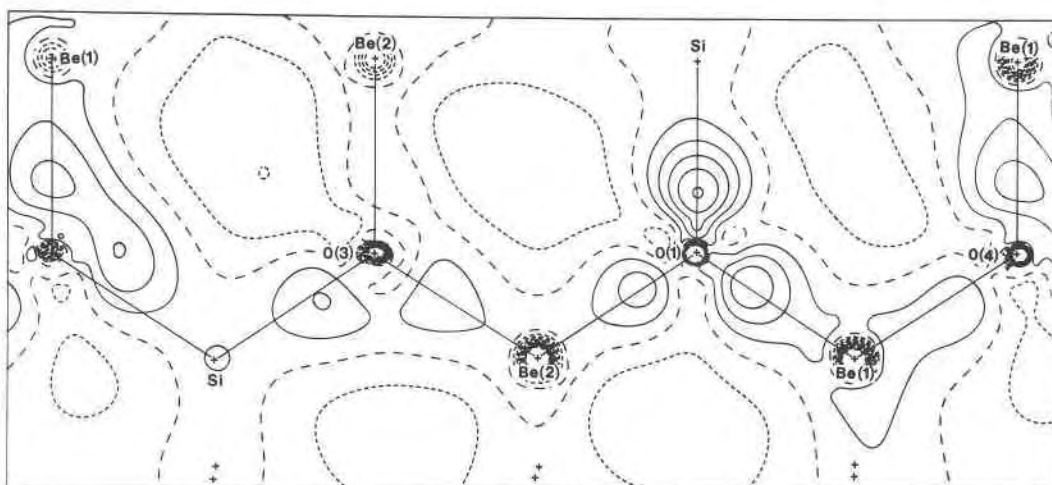 Be(1)
Be(2)
Si
Be(1)
O(3)
O(1)
O(4)
Si
Be(2)
Be(1)